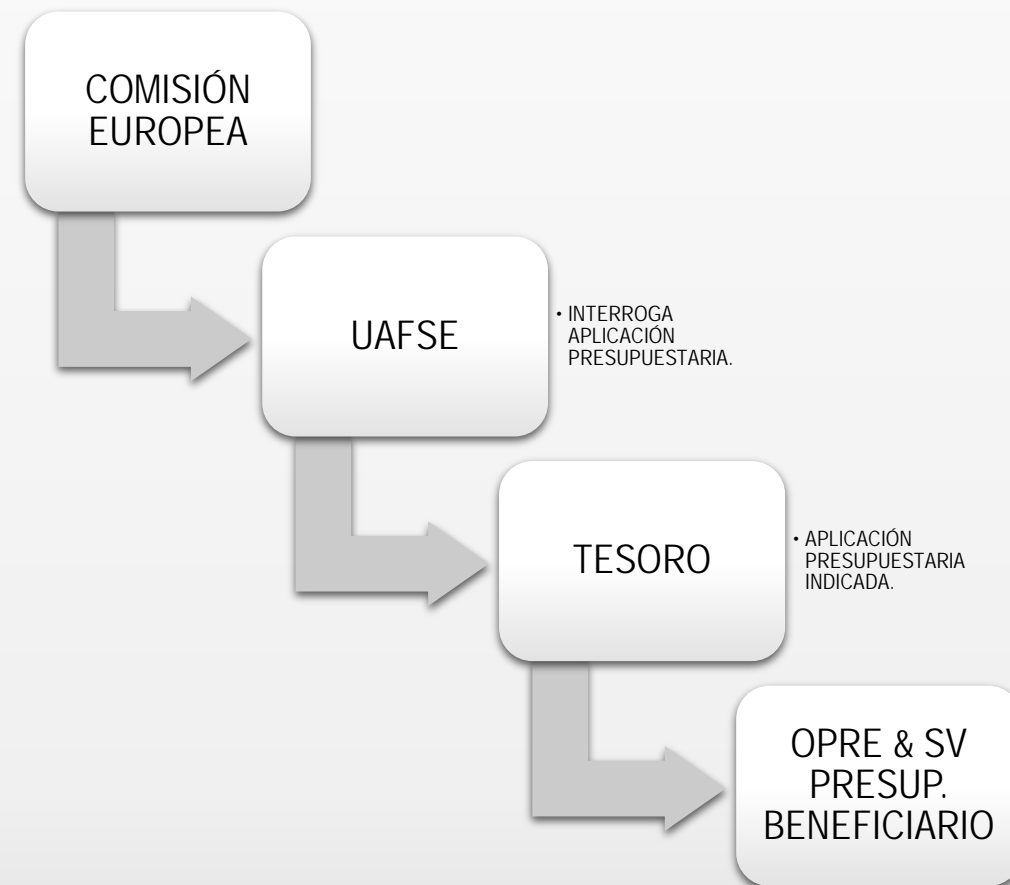 COMISIÓN
EUROPEA
UAFSE
• INTERROGA
APLICACIÓN
PRESUPUESTARIA.
TESORO
• APLICACIÓN
PRESUPUESTARIA
INDICADA.
OPRE & SV
PRESUP.
BENEFICIARIO